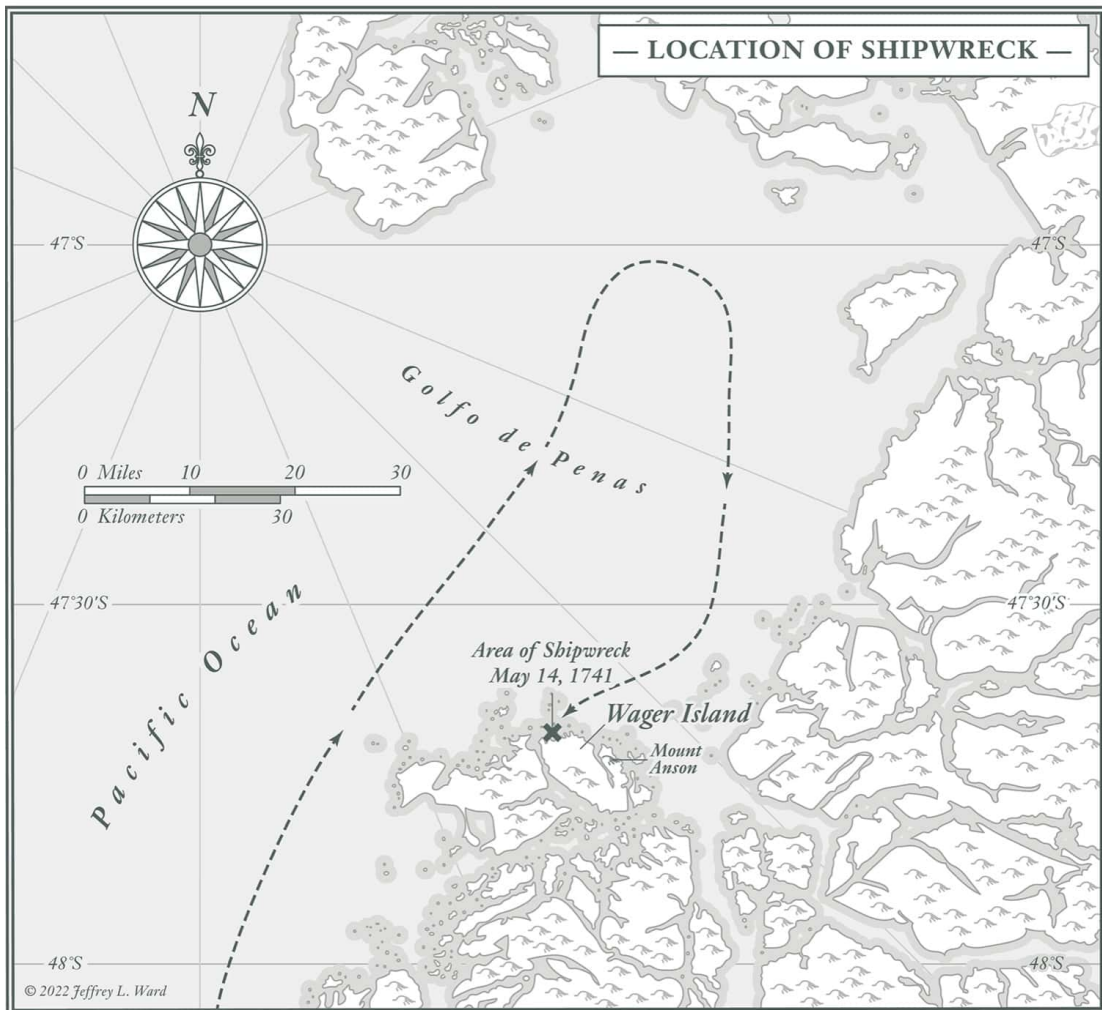 — LOCATION OF SHIPWRECK —
N
47°S
47°S
Golfo de Penas
0 Miles 10 20 30
0 Kilometers 30
Pacific Ocean
47°30'S
47°30'S
Area of Shipwreck
May 14, 1741
Wager Island
Mount
Anson
48°S
48°S
© 2022 Jeffrey L. Ward